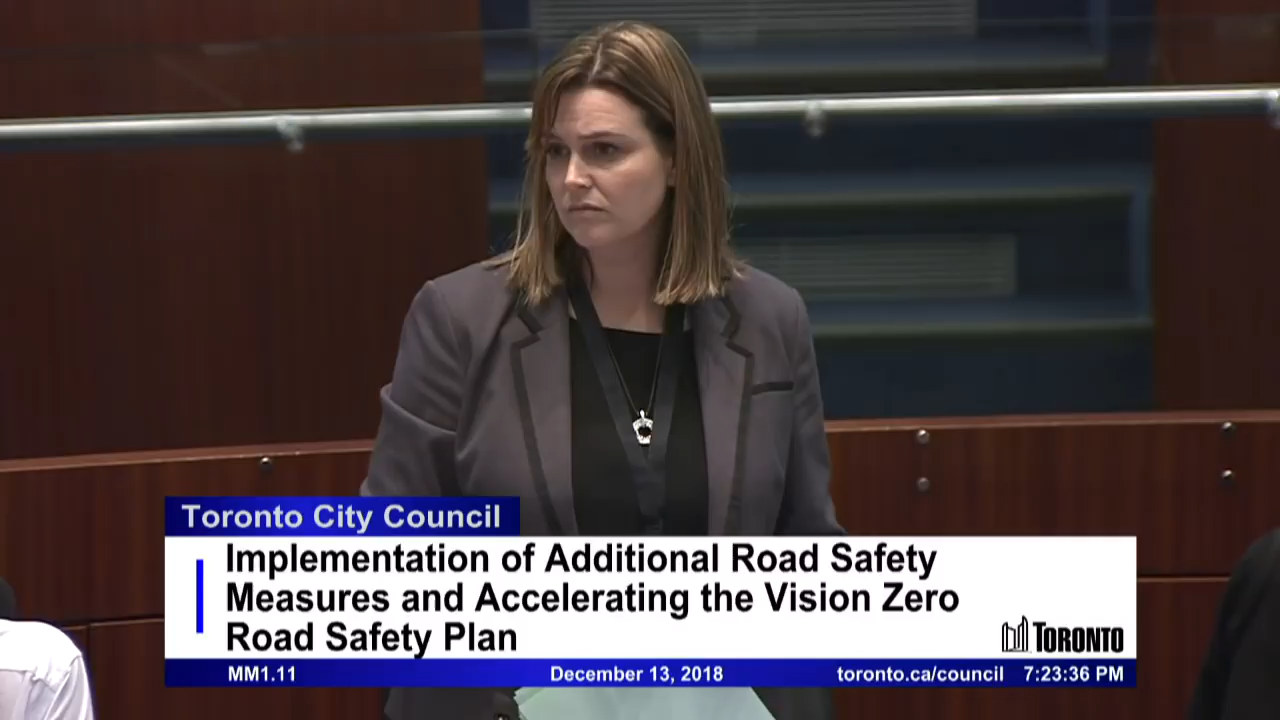 Toronto City Council
Implementation of Additional Road Safety
Measures and Accelerating the Vision Zero
Road Safety Plan
TORONTO
MM1.11 December 13, 2018 toronto.ca/council 7:23:36 PM